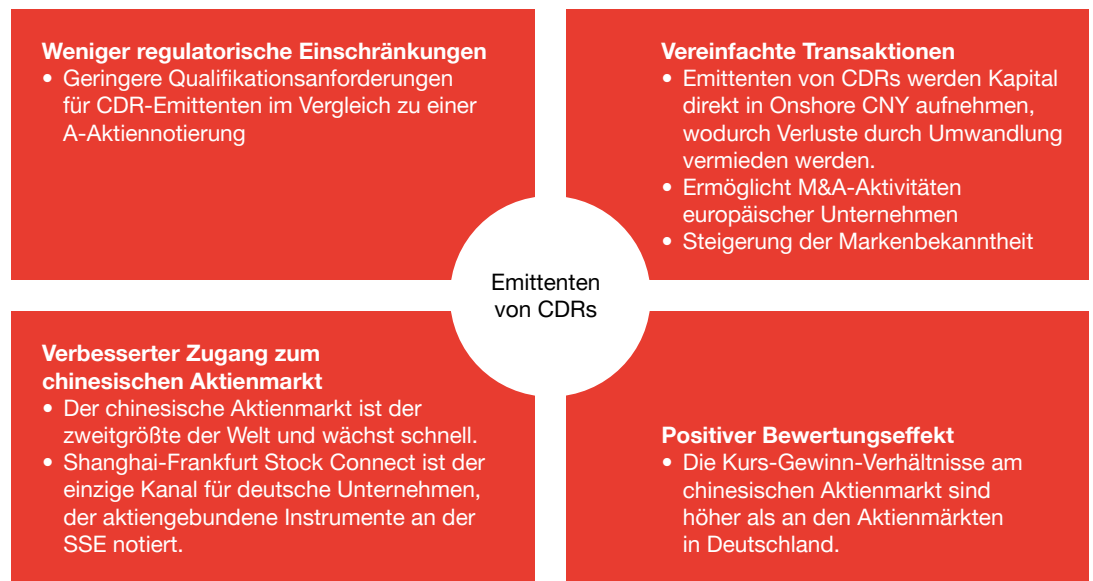 Weniger regulatorische Einschränkungen
• Geringere Qualifikationsanforderungen
für CDR-Emittenten im Vergleich zu einer
A-Aktiennotierung
Vereinfachte Transaktionen
• Emittenten von CDRs werden Kapital
direkt in Onshore CNY aufnehmen,
wodurch Verluste durch Umwandlung
vermieden werden.
• Ermöglicht M&A-Aktivitäten
europäischer Unternehmen
• Steigerung der Markenbekanntheit
Emittenten
von CDRs
Verbesserter Zugang zum
chinesischen Aktienmarkt
• Der chinesische Aktienmarkt ist der
zweitgrößte der Welt und wächst schnell.
• Shanghai-Frankfurt Stock Connect ist der
einzige Kanal für deutsche Unternehmen,
der aktiengebundene Instrumente an der
SSE notiert.
Positiver Bewertungseffekt
• Die Kurs-Gewinn-Verhältnisse am
chinesischen Aktienmarkt sind
höher als an den Aktienmärkten
in Deutschland.